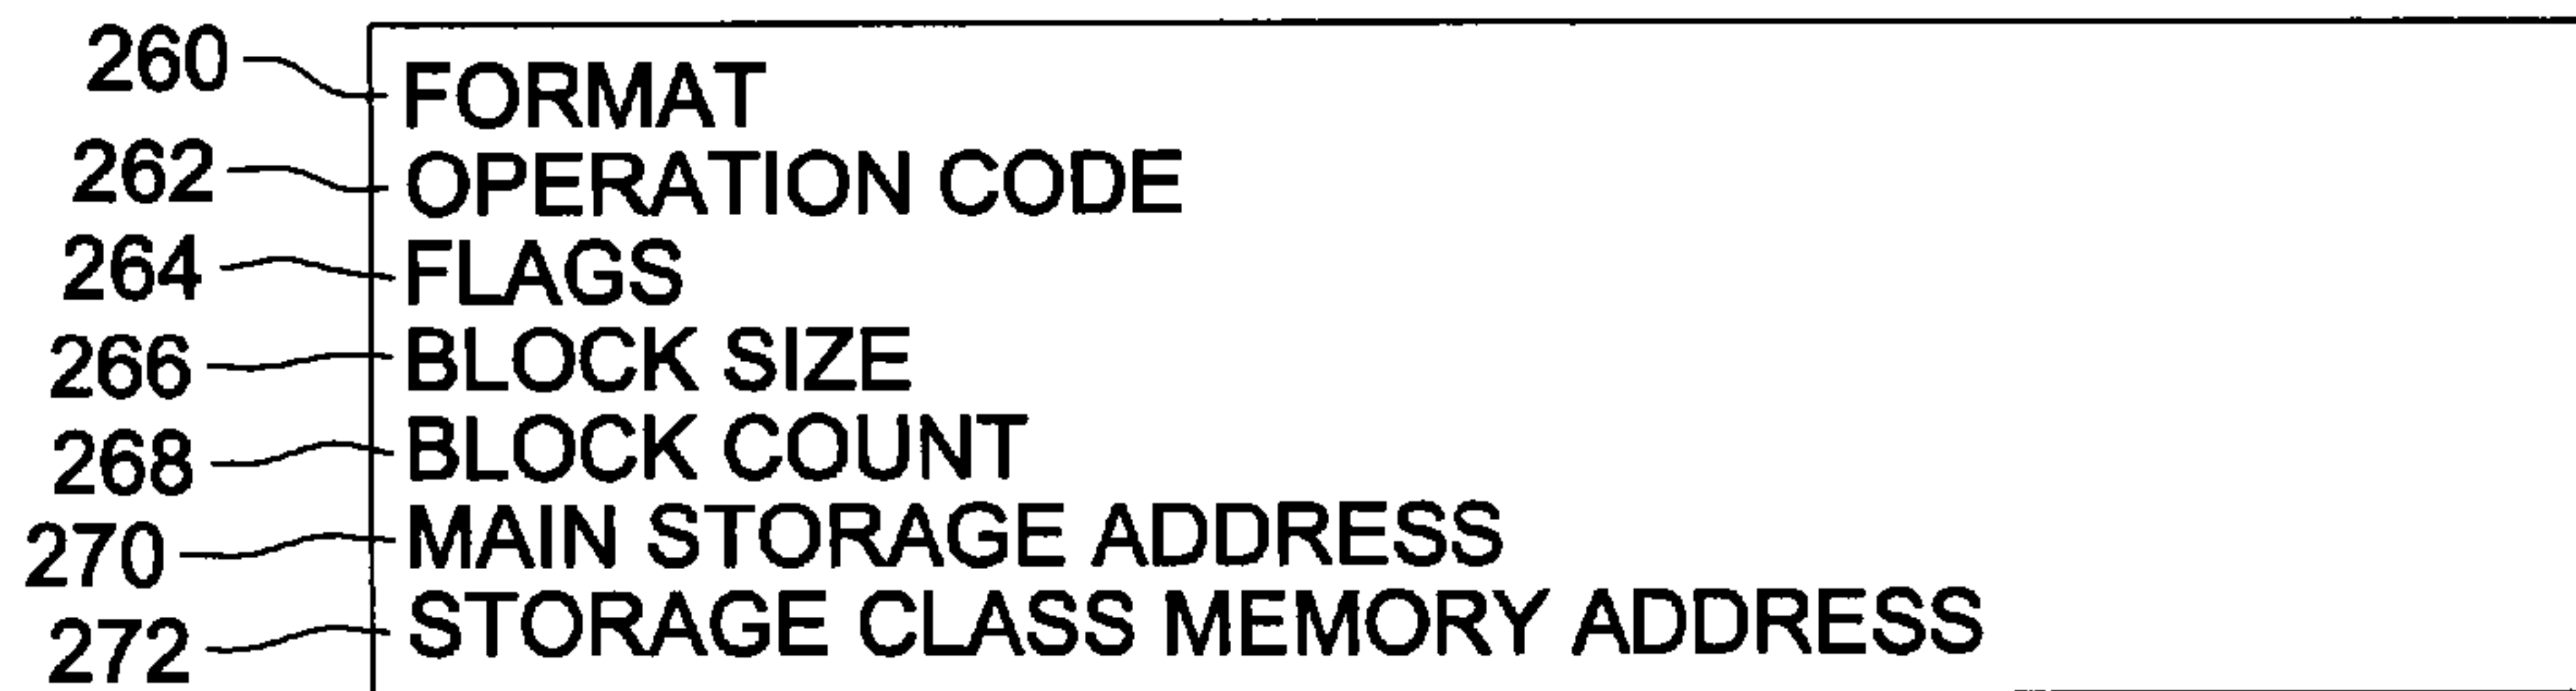 260 FORMAT
262 OPERATION CODE
264 FLAGS
266 BLOCK SIZE
268 BLOCK COUNT
270 MAIN STORAGE ADDRESS
272 STORAGE CLASS MEMORY ADDRESS